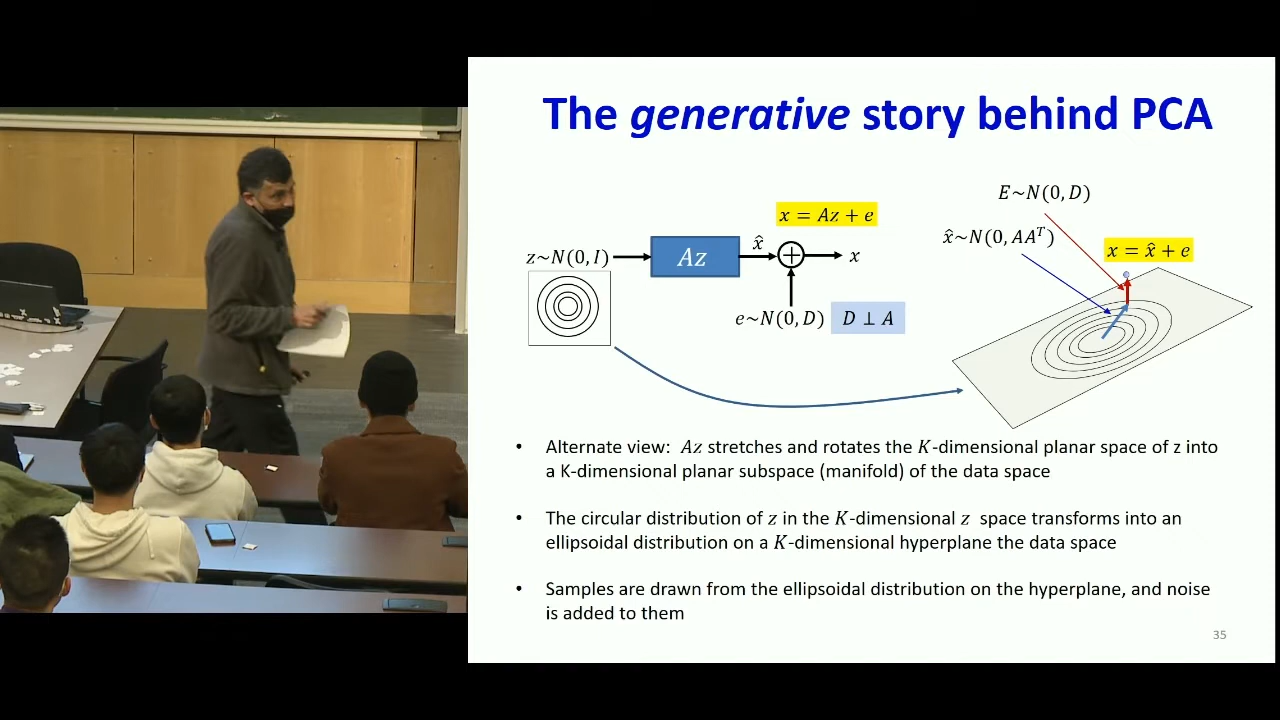 The generative story behind PCA
E~N(0, D)
x = Az + e
x̂~N(0, AAᵀ)
x = x̂ + e
z~N(0, I)
Az
x̂
x
e~N(0, D)
D ⊥ A
• Alternate view: Az stretches and rotates the K-dimensional planar space of z into
a K-dimensional planar subspace (manifold) of the data space
• The circular distribution of z in the K-dimensional z space transforms into an
ellipsoidal distribution on a K-dimensional hyperplane the data space
• Samples are drawn from the ellipsoidal distribution on the hyperplane, and noise
is added to them
35